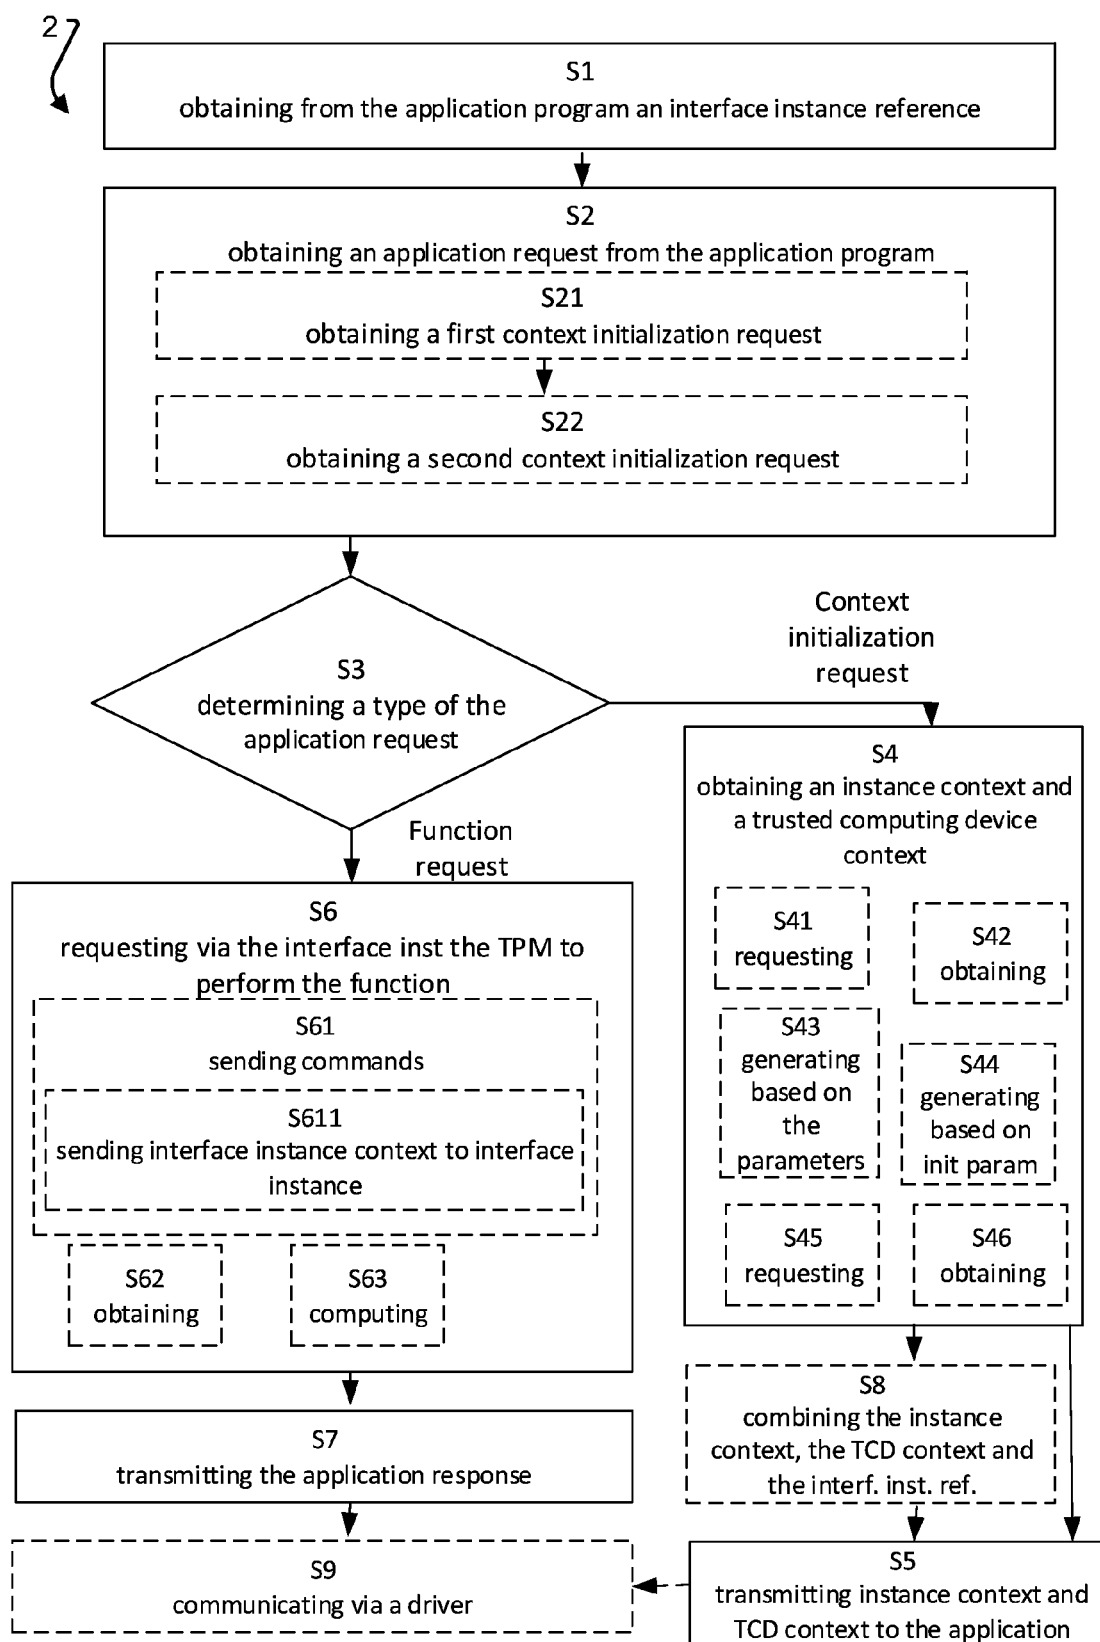 2
S1
obtaining from the application program an interface instance reference
S2
obtaining an application request from the application program
S21
obtaining a first context initialization request
S22
obtaining a second context initialization request
S3
determining a type of the
application request
Context
initialization
request
Function
request
S4
obtaining an instance context and
a trusted computing device
context
S41
requesting
S42
obtaining
S43
generating
based on
the
parameters
S44
generating
based on
init param
S45
requesting
S46
obtaining
S6
requesting via the interface inst the TPM to
perform the function
S61
sending commands
S611
sending interface instance context to interface
instance
S62
obtaining
S63
computing
S7
transmitting the application response
S8
combining the instance
context, the TCD context and
the interf. inst. ref.
S9
communicating via a driver
S5
transmitting instance context and
TCD context to the application